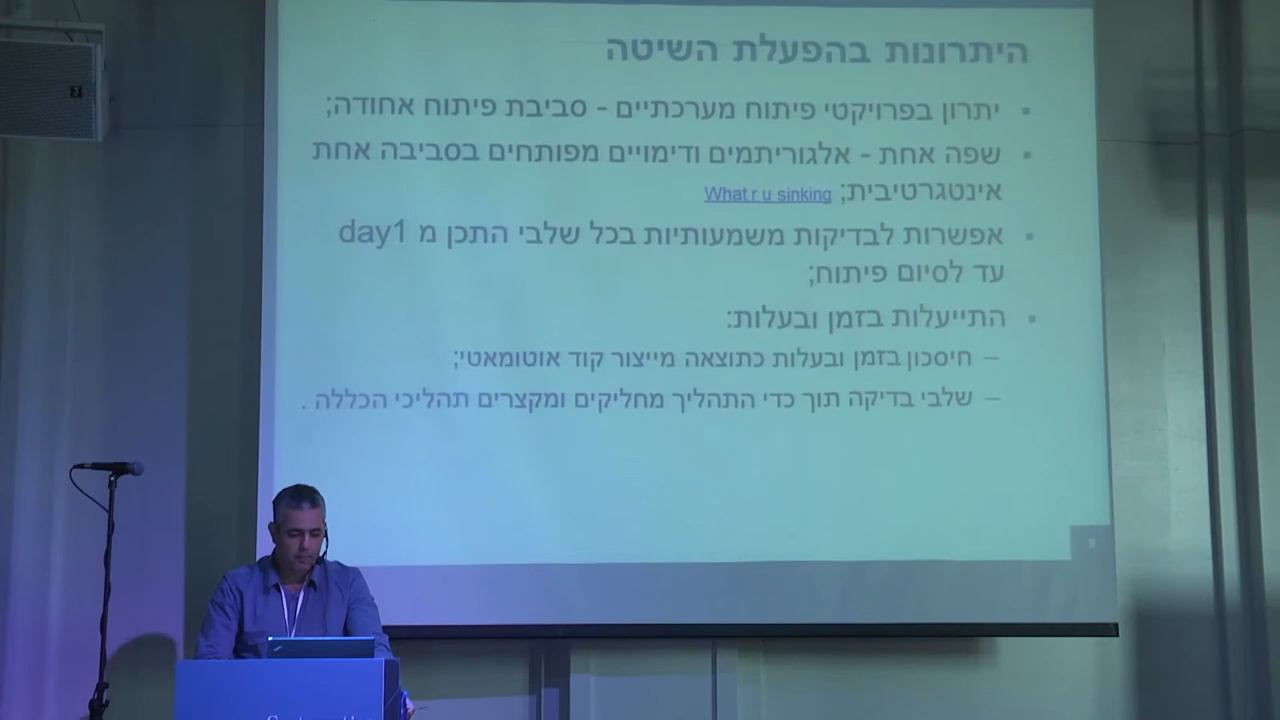 היתרונות בהפעלת השיטה
יתרון בפרויקטי פיתוח מערכתיים - סביבת פיתוח אחודה;
שפה אחת - אלגוריתמים ודימויים מפותחים בסביבה אחת
אינטגרטיבית; What r u sinking
אפשרות לבדיקות משמעותיות בכל שלבי התכן מ day1
עד לסיום פיתוח;
התייעלות בזמן ובעלות:
– חיסכון בזמן ובעלות כתוצאה מייצור קוד אוטומאטי;
– שלבי בדיקה תוך כדי התהליך מחליקים ומקצרים תהליכי הכללה .
9